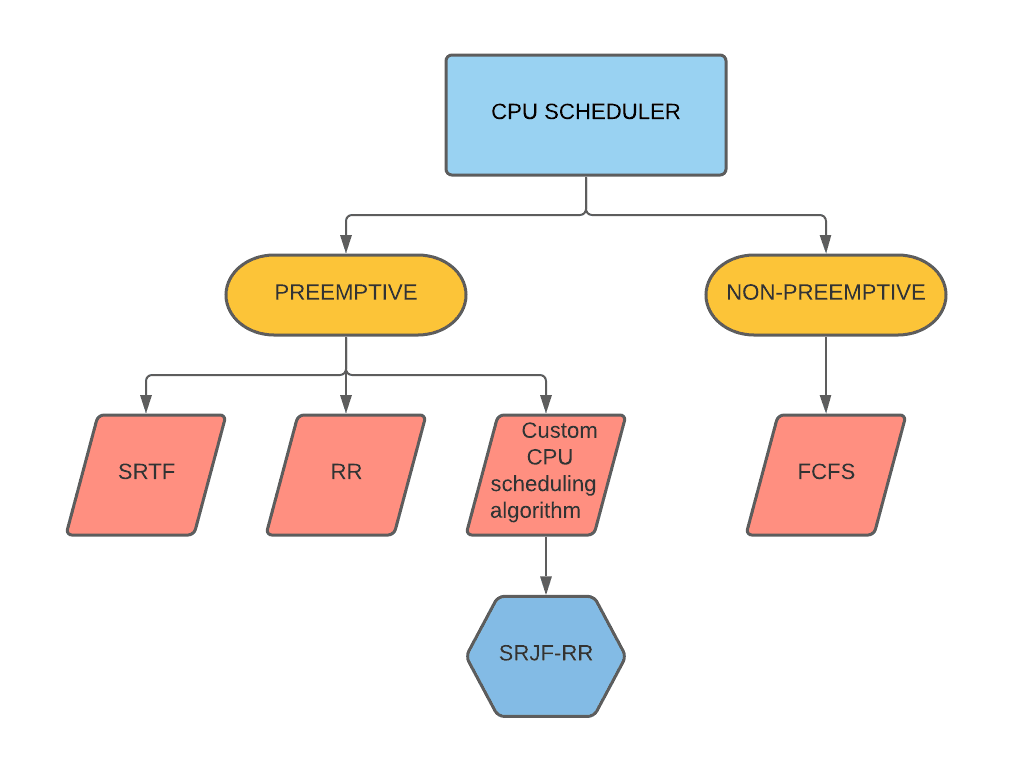 CPU SCHEDULER
PREEMPTIVE
NON-PREEMPTIVE
SRTF
RR
Custom
CPU
scheduling
algorithm
FCFS
SRJF-RR